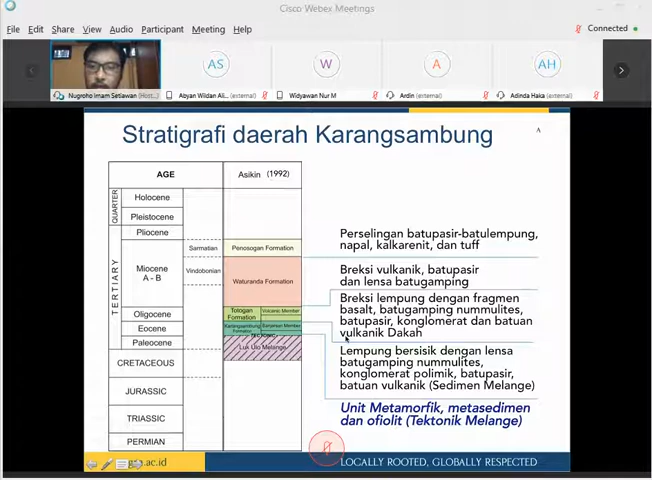 Cisco Webex Meetings
File Edit Share View Audio Participant Meeting Help
Connected
AS
W
A
AH
Nugroho Imam Setiawan (Host,
Abyan Wildan Ali... (external)
Widyawan Nur M
Ardin (external)
Adinda Haka (external)
Stratigrafi daerah Karangsambung
AGE
Asikin (1992)
QUARTER
Holocene
Pleistocene
TERTIARY
Pliocene
Miocene
A - B
Sarmatian
Vindobonian
Oligocene
Eocene
Paleocene
CRETACEOUS
JURASSIC
TRIASSIC
PERMIAN
Penosogan Formation
Waturanda Formation
Totogan
Formation
Volcanic Member
Karangsambung
Formation
Luk Ulo Melange
Perselingan batupasir-batulempung,
napal, kalkarenit, dan tuff
Breksi vulkanik, batupasir
dan lensa batugamping
Breksi lempung dengan fragmen
basalt, batugamping nummulites,
batupasir, konglomerat dan batuan
vulkanik Dakah
Lempung bersisik dengan lensa
batugamping nummulites,
konglomerat polimik, batupasir,
batuan vulkanik (Sedimen Melange)
Unit Metamorfik, metasedimen
dan ofiolit (Tektonik Melange)
.ac.id
LOCALLY ROOTED, GLOBALLY RESPECTED